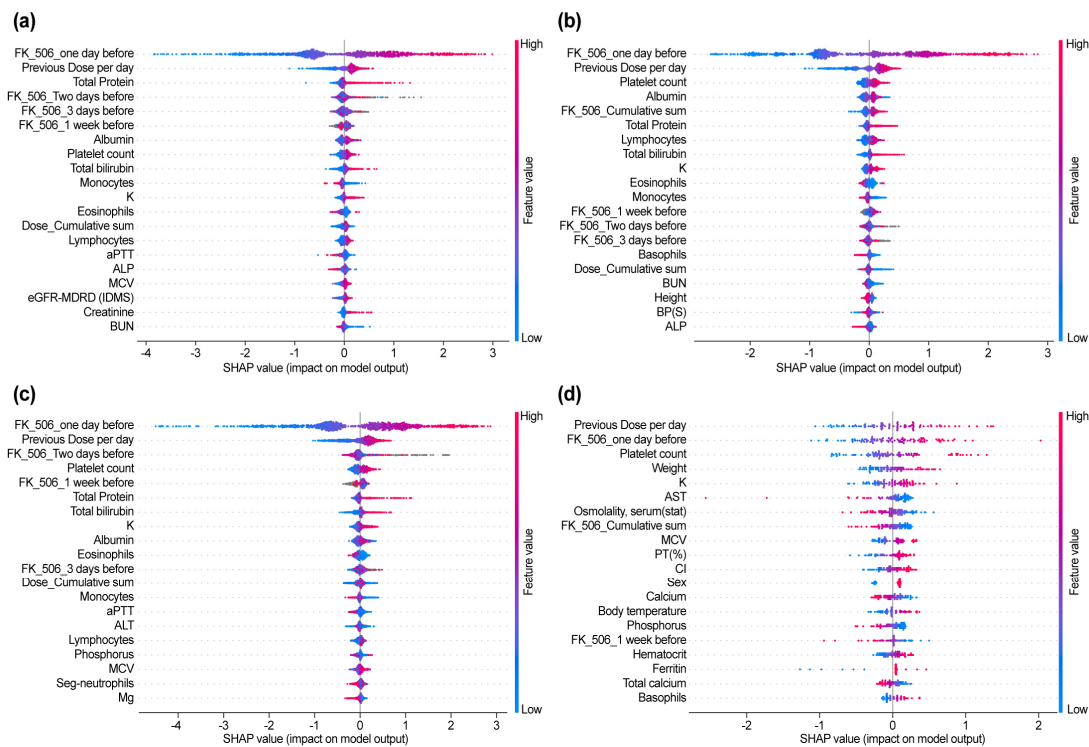 (a)
FK_506_one day before
Previous Dose per day
Total Protein
FK_506_Two days before
FK_506_3 days before
FK_506_1 week before
Albumin
Platelet count
Total bilirubin
Monocytes
K
Eosinophils
Dose_Cumulative sum
Lymphocytes
aPTT
ALP
MCV
eGFR-MDRD (IDMS)
Creatinine
BUN
-4 -3 -2 -1 0 1 2 3
SHAP value (impact on model output)
High
Feature value
Low
(b)
FK_506_one day before
Previous Dose per day
Platelet count
Albumin
FK_506_Cumulative sum
Total Protein
Lymphocytes
Total bilirubin
K
Eosinophils
Monocytes
FK_506_1 week before
FK_506_Two days before
FK_506_3 days before
Basophils
Dose_Cumulative sum
BUN
Height
BP(S)
ALP
-2 -1 0 1 2 3
SHAP value (impact on model output)
High
Feature value
Low
(c)
FK_506_one day before
Previous Dose per day
FK_506_Two days before
Platelet count
FK_506_1 week before
Total Protein
Total bilirubin
K
Albumin
Eosinophils
FK_506_3 days before
Dose_Cumulative sum
Monocytes
aPTT
ALT
Lymphocytes
Phosphorus
MCV
Seg-neutrophils
Mg
-4 -3 -2 -1 0 1 2 3
SHAP value (impact on model output)
High
Festure value
Low
(d)
Previous Dose per day
FK_506_one day before
Platelet count
Weight
K
AST
Osmolality, serum(stat)
FK_506_Cumulative sum
MCV
PT(%)
CI
Sex
Calcium
Body temperature
Phosphorus
FK_506_1 week before
Hematocrit
Ferritin
Total calcium
Basophils
-2 -1 0 1 2
SHAP value (impact on model output)
High
Feature value
Low